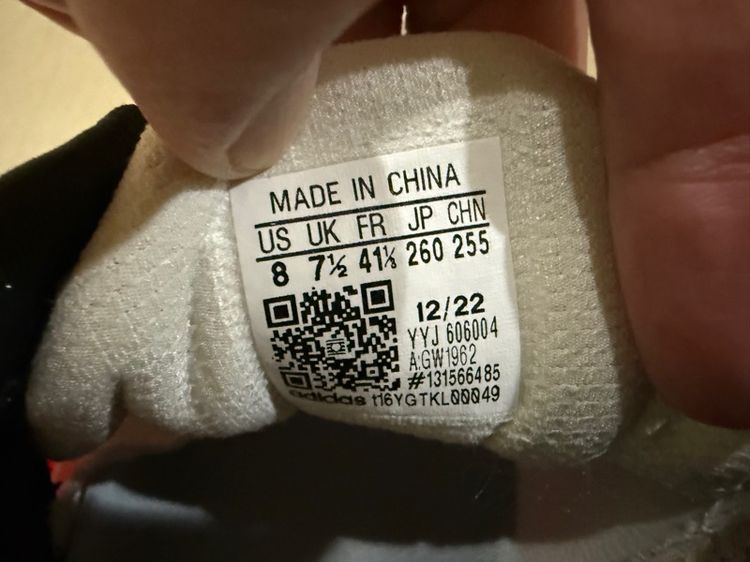 MADE IN CHINA
US UK FR JP CHN
8 7½ 41⅓ 260 255
12/22
YYJ 606004
A:GW1962
#131566485
adidas t16YGTKL00049